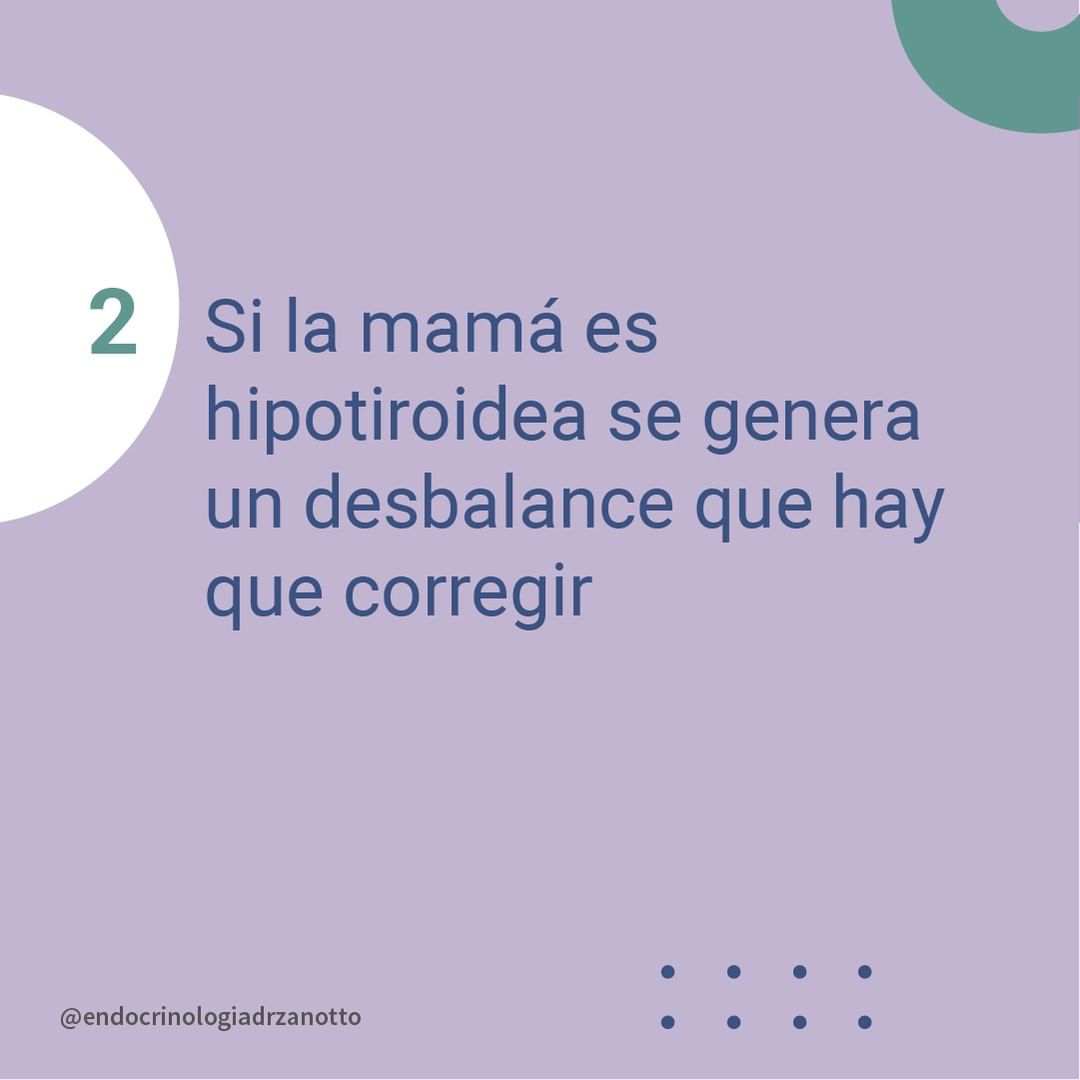 2
Si la mamá es
hipotiroidea se genera
un desbalance que hay
que corregir
@endocrinologiadrzanotto